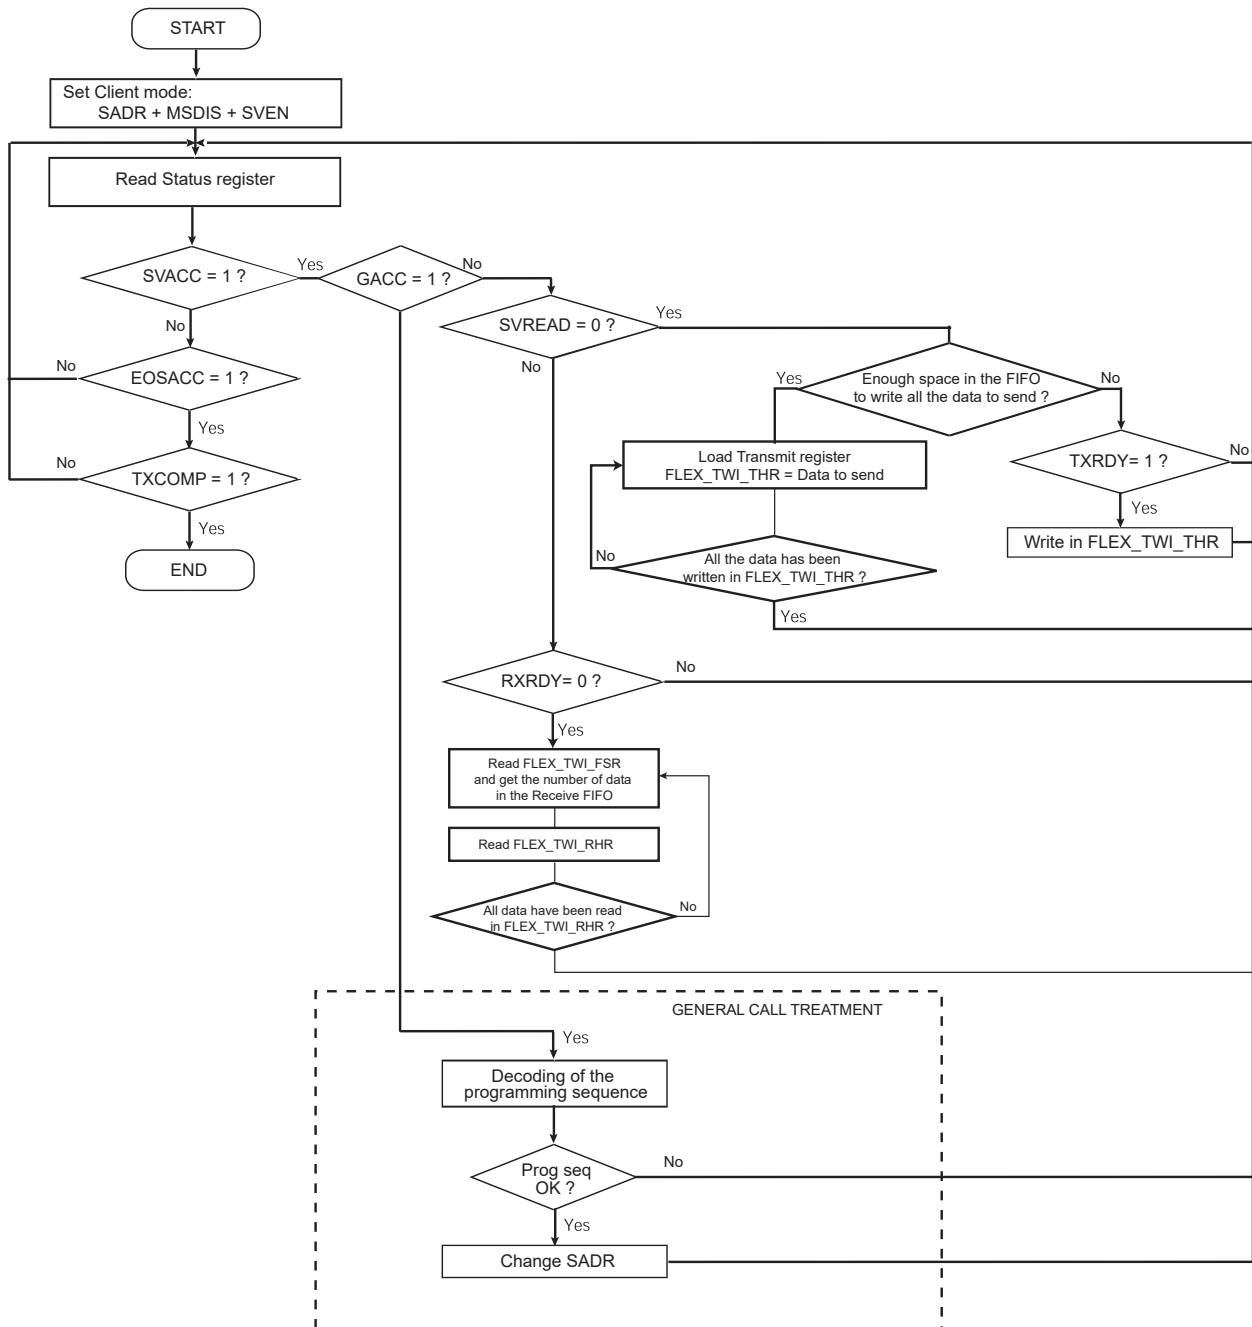 START
Set Client mode:
SADR + MSDIS + SVEN
Read Status register
SVACC = 1 ?
Yes
GACC = 1 ?
No
SVREAD = 0 ?
Yes
No
No
No
EOSACC = 1 ?
Yes
Yes
Enough space in the FIFO
to write all the data to send ?
No
No
TXCOMP = 1 ?
Yes
END
Load Transmit register
FLEX_TWI_THR = Data to send
TXRDY= 1 ?
No
Yes
Write in FLEX_TWI_THR
No
All the data has been
written in FLEX_TWI_THR ?
Yes
RXRDY= 0 ?
No
Yes
Read FLEX_TWI_FSR
and get the number of data
in the Receive FIFO
Read FLEX_TWI_RHR
All data have been read
in FLEX_TWI_RHR ?
No
GENERAL CALL TREATMENT
Yes
Decoding of the
programming sequence
Prog seq
OK ?
No
Yes
Change SADR